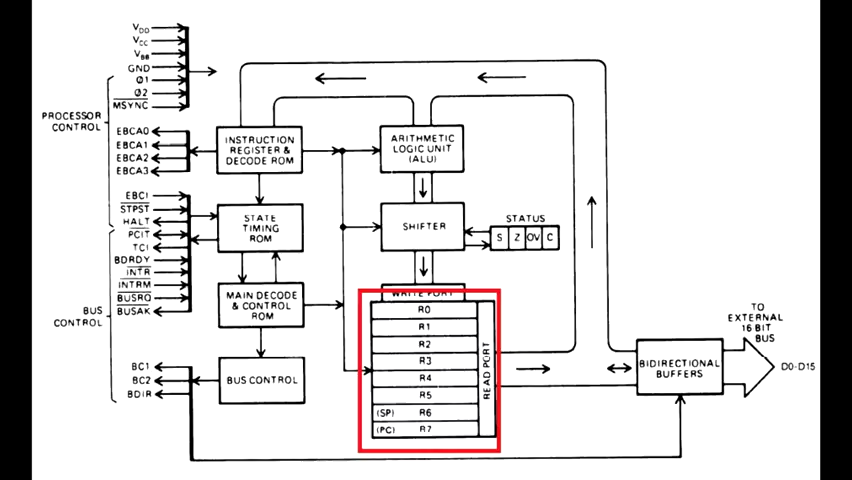 VDD
VCC
VBB
GND
Ø1
Ø2
MSYNC
PROCESSOR
CONTROL
EBCA0
EBCA1
EBCA2
EBCA3
EBCI
STPST
HALT
PCIT
TCI
BDRDY
INTR
INTRM
BUSRQ
BUSAK
BUS
CONTROL
BC1
BC2
BDIR
INSTRUCTION
REGISTER &
DECODE ROM
STATE
TIMING
ROM
MAIN DECODE
& CONTROL
ROM
BUS CONTROL
ARITHMETIC
LOGIC UNIT
(ALU)
SHIFTER
STATUS
S Z OV C
WRITE PORT
R0
R1
R2
R3
R4
R5
(SP) R6
(PC) R7
READ PORT
BIDIRECTIONAL
BUFFERS
TO
EXTERNAL
16 BIT
BUS
D0-D15